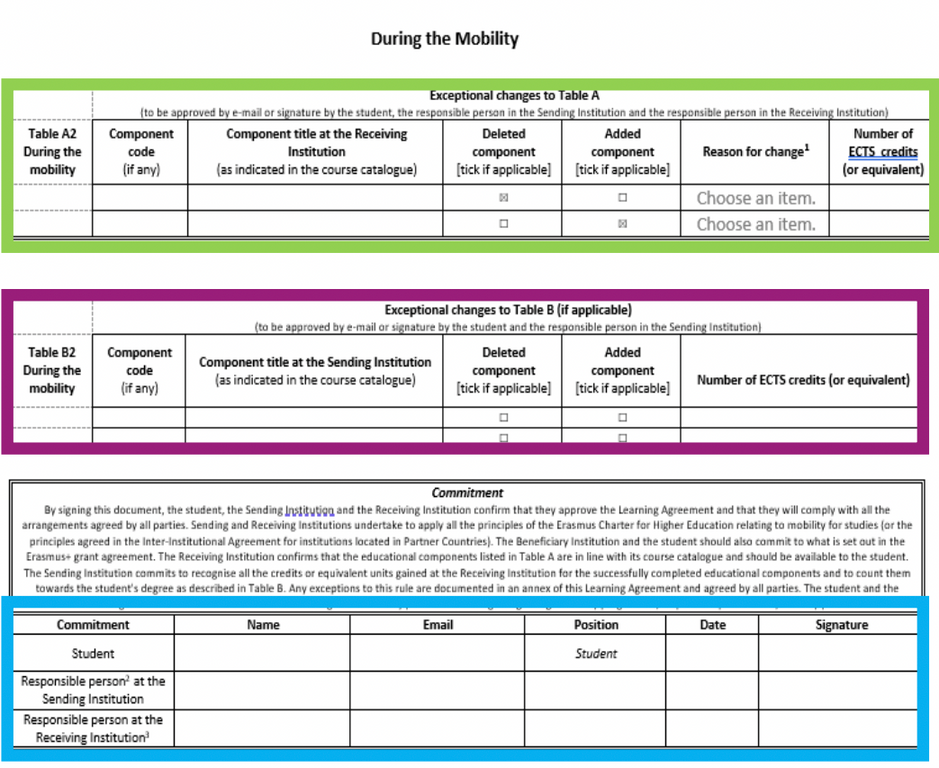 During the Mobility
Exceptional changes to Table A
(to be approved by e-mail or signature by the student, the responsible person in the Sending Institution and the responsible person in the Receiving Institution)
Table A2 During the mobility
Component code (if any)
Component title at the Receiving Institution (as indicated in the course catalogue)
Deleted component [tick if applicable]
Added component [tick if applicable]
Reason for change¹
Number of ECTS credits (or equivalent)
☒ ☐ Choose an item.
☐ ☒ Choose an item.
Exceptional changes to Table B (if applicable)
(to be approved by e-mail or signature by the student and the responsible person in the Sending Institution)
Table B2 During the mobility
Component code (if any)
Component title at the Sending Institution (as indicated in the course catalogue)
Deleted component [tick if applicable]
Added component [tick if applicable]
Number of ECTS credits (or equivalent)
☐ ☐
☐ ☐
Commitment
By signing this document, the student, the Sending Institution and the Receiving Institution confirm that they approve the Learning Agreement and that they will comply with all the
arrangements agreed by all parties. Sending and Receiving Institutions undertake to apply all the principles of the Erasmus Charter for Higher Education relating to mobility for studies (or the
principles agreed in the Inter-Institutional Agreement for institutions located in Partner Countries). The Beneficiary Institution and the student should also commit to what is set out in the
Erasmus+ grant agreement. The Receiving Institution confirms that the educational components listed in Table A are in line with its course catalogue and should be available to the student.
The Sending Institution commits to recognise all the credits or equivalent units gained at the Receiving Institution for the successfully completed educational components and to count them
towards the student's degree as described in Table B. Any exceptions to this rule are documented in an annex of this Learning Agreement and agreed by all parties. The student and the
Commitment Name Email Position Date Signature
Student Student
Responsible person² at the Sending Institution
Responsible person at the Receiving Institution³